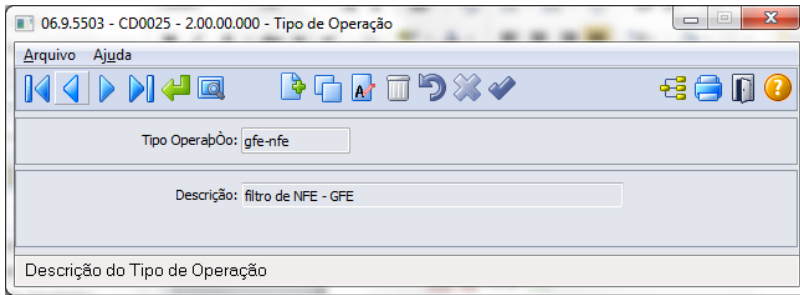 06.9.5503 - CD0025 - 2.00.00.000 - Tipo de Operação
Arquivo Ajuda
Tipo OperaþÒo: gfe-nfe
Descrição: filtro de NFE - GFE
Descrição do Tipo de Operação